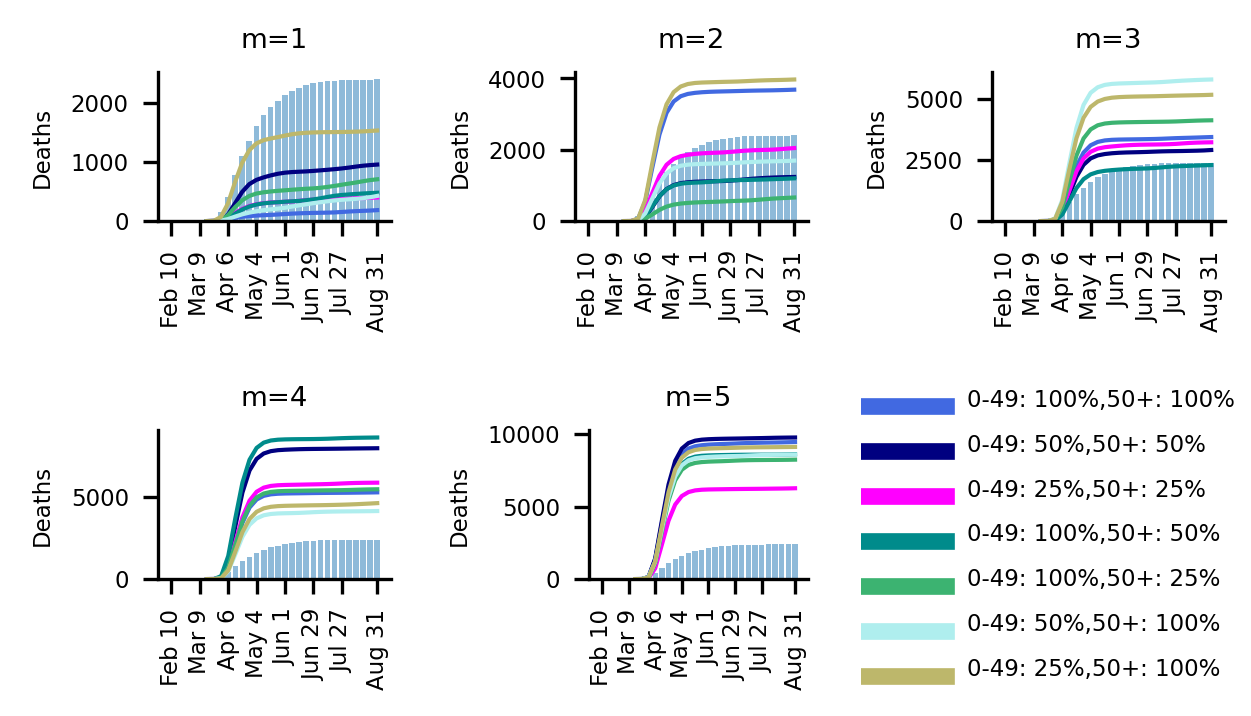 m=1
Deaths
2000
1000
0
Feb 10
Mar 9
Apr 6
May 4
Jun 1
Jun 29
Jul 27
Aug 31
m=2
Deaths
4000
2000
0
Feb 10
Mar 9
Apr 6
May 4
Jun 1
Jun 29
Jul 27
Aug 31
m=3
Deaths
5000
2500
0
Feb 10
Mar 9
Apr 6
May 4
Jun 1
Jun 29
Jul 27
Aug 31
m=4
Deaths
5000
0
Feb 10
Mar 9
Apr 6
May 4
Jun 1
Jun 29
Jul 27
Aug 31
m=5
Deaths
10000
5000
0
Feb 10
Mar 9
Apr 6
May 4
Jun 1
Jun 29
Jul 27
Aug 31
0-49: 100%,50+: 100%
0-49: 50%,50+: 50%
0-49: 25%,50+: 25%
0-49: 100%,50+: 50%
0-49: 100%,50+: 25%
0-49: 50%,50+: 100%
0-49: 25%,50+: 100%